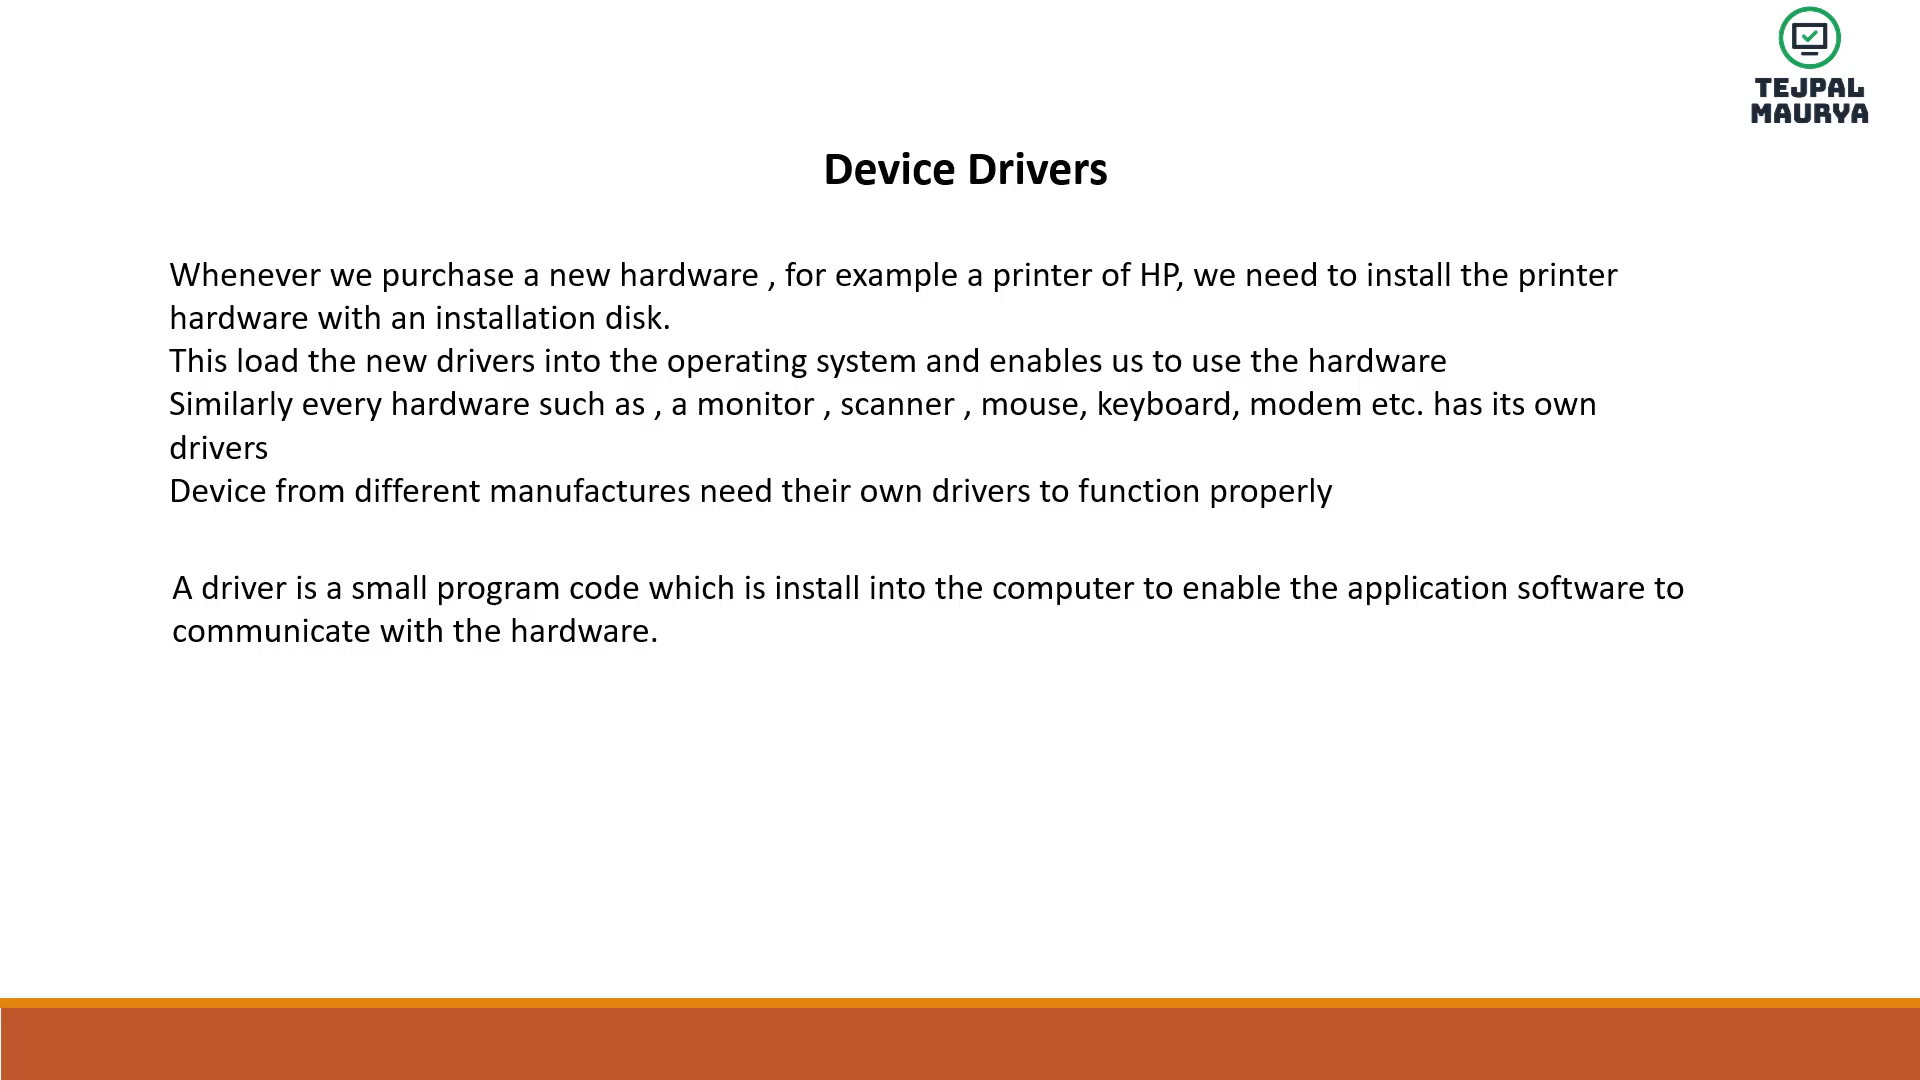 TEJPAL
MAURYA
Device Drivers
Whenever we purchase a new hardware , for example a printer of HP, we need to install the printer
hardware with an installation disk.
This load the new drivers into the operating system and enables us to use the hardware
Similarly every hardware such as , a monitor , scanner , mouse, keyboard, modem etc. has its own
drivers
Device from different manufactures need their own drivers to function properly
A driver is a small program code which is install into the computer to enable the application software to
communicate with the hardware.